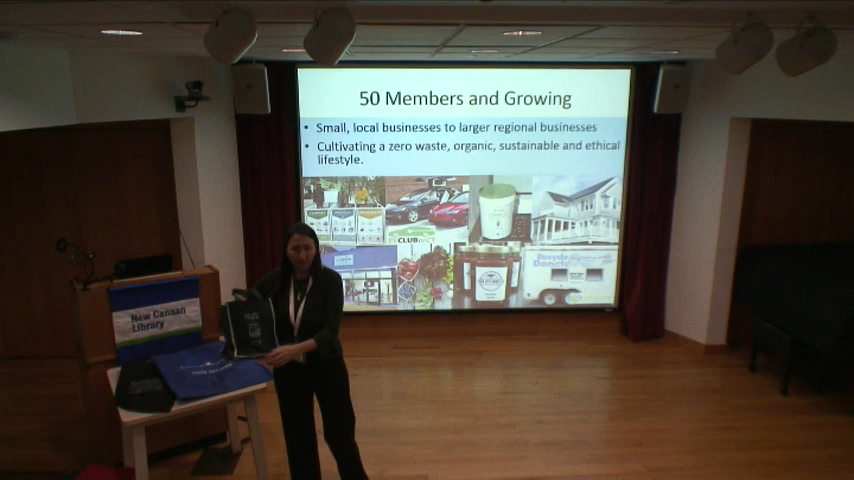 50 Members and Growing
• Small, local businesses to larger regional businesses
• Cultivating a zero waste, organic, sustainable and ethical
lifestyle.
CLUB
New Canaan
Library